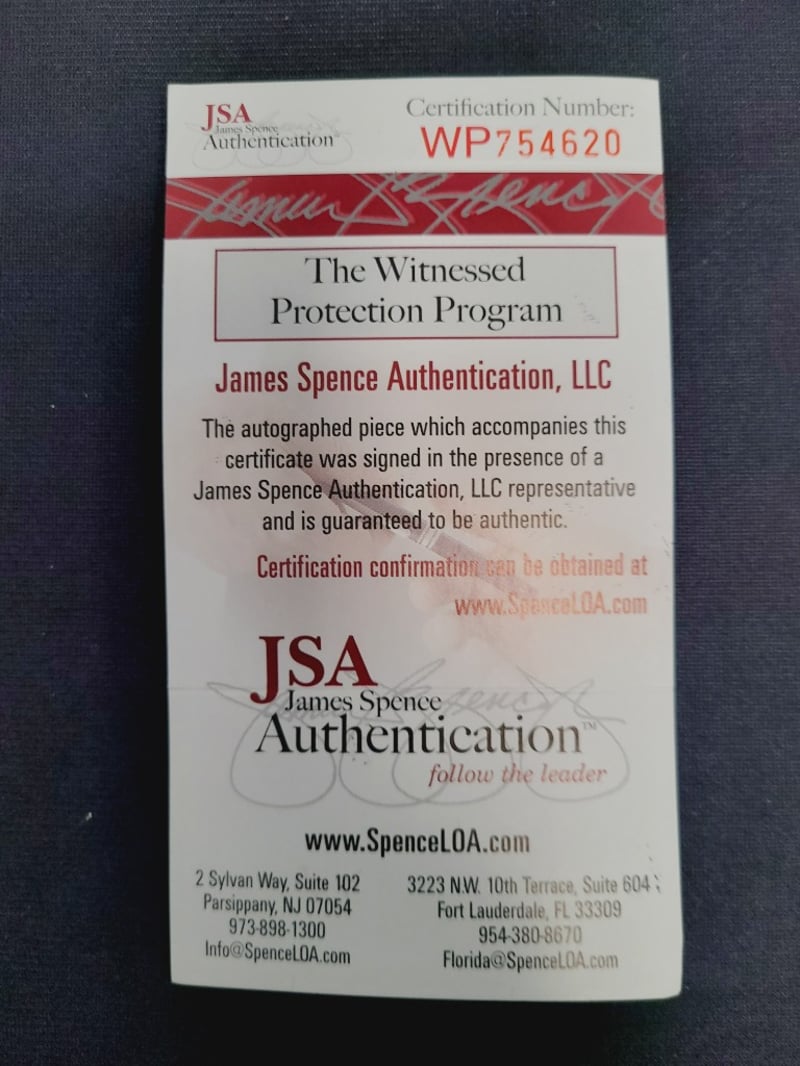 JSA
James Spence
Authentication
Certification Number:
WP754620
James Spence
The Witnessed
Protection Program
James Spence Authentication, LLC
The autographed piece which accompanies this
certificate was signed in the presence of a
James Spence Authentication, LLC representative
and is guaranteed to be authentic.
Certification confirmation can be obtained at
www.SpenceLOA.com
JSA
James Spence
Authentication™
follow the leader
www.SpenceLOA.com
2 Sylvan Way, Suite 102
Parsippany, NJ 07054
973-898-1300
Info@SpenceLOA.com
3223 N.W. 10th Terrace, Suite 604
Fort Lauderdale, FL 33309
954-380-8670
Florida@SpenceLOA.com